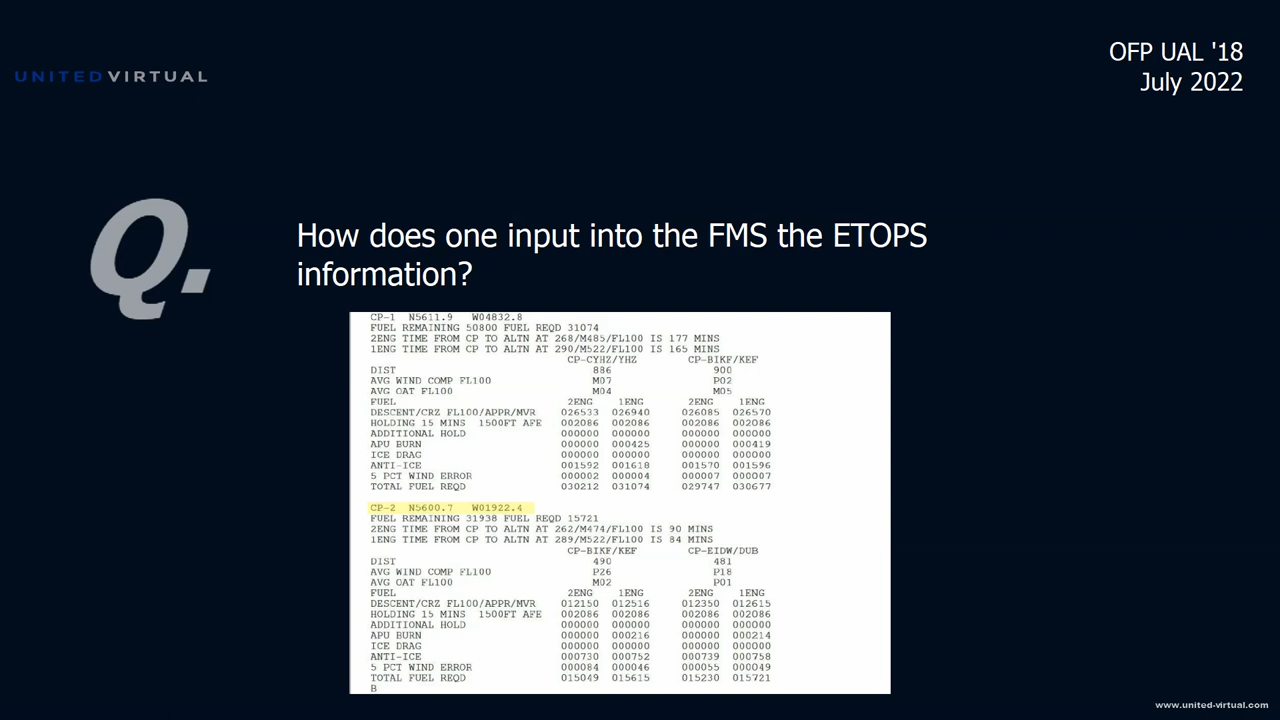 OFP UAL '18
July 2022
UNITEDVIRTUAL
Q.
How does one input into the FMS the ETOPS
information?
CP-1 N5611.9 W04832.8
FUEL REMAINING 50800 FUEL REQD 31074
2ENG TIME FROM CP TO ALTN AT 268/M485/FL100 IS 177 MINS
1ENG TIME FROM CP TO ALTN AT 290/M522/FL100 IS 165 MINS
CP-CYHZ/YHZ CP-BIKF/KEF
DIST 886 900
AVG WIND COMP FL100 M07 P02
AVG OAT FL100 M04 M05
FUEL 2ENG 1ENG 2ENG 1ENG
DESCENT/CRZ FL100/APPR/MVR 026533 026940 026085 026570
HOLDING 15 MINS 1500FT AFE 002086 002086 002086 002086
ADDITIONAL HOLD 000000 000000 000000 000000
APU BURN 000000 000425 000000 000419
ICE DRAG 000000 000000 000000 000000
ANTI-ICE 001592 001618 001570 001596
5 PCT WIND ERROR 000002 000004 000007 000007
TOTAL FUEL REQD 030212 031074 029747 030677
CP-2 N5600.7 W01922.4
FUEL REMAINING 31938 FUEL REQD 15721
2ENG TIME FROM CP TO ALTN AT 262/M474/FL100 IS 90 MINS
1ENG TIME FROM CP TO ALTN AT 289/M522/FL100 IS 84 MINS
CP-BIKF/KEF CP-EIDW/DUB
DIST 490 481
AVG WIND COMP FL100 P26 P18
AVG OAT FL100 M02 P01
FUEL 2ENG 1ENG 2ENG 1ENG
DESCENT/CRZ FL100/APPR/MVR 012150 012516 012350 012615
HOLDING 15 MINS 1500FT AFE 002086 002086 002086 002086
ADDITIONAL HOLD 000000 000000 000000 000000
APU BURN 000000 000216 000000 000214
ICE DRAG 000000 000000 000000 000000
ANTI-ICE 000730 000752 000739 000758
5 PCT WIND ERROR 000084 000046 000055 000049
TOTAL FUEL REQD 015049 015615 015230 015721
B
www.united-virtual.com